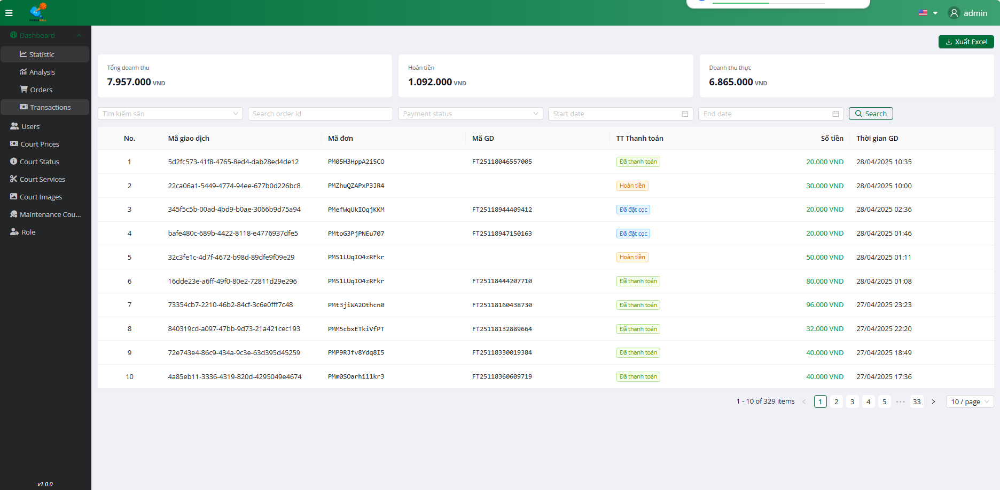 PICKLEBALL
admin
Dashboard
Statistic
Analysis
Orders
Transactions
Users
Court Prices
Court Status
Court Services
Court Images
Maintenance Cou...
Role
v1.0.0
Xuất Excel
Tổng doanh thu
7.957.000 VND
Hoàn tiền
1.092.000 VND
Doanh thu thực
6.865.000 VND
Tìm kiếm sân
Search order id
Payment status
Start date
End date
Search
No. Mã giao dịch Mã đơn Mã GD TT Thanh toán Số tiền Thời gian GD
1 5d2fc573-41f8-4765-8ed4-dab28ed4de12 PM05H3HppA2i5CO FT25118046557005 Đã thanh toán 20.000 VND 28/04/2025 10:35
2 22ca06a1-5449-4774-94ee-677b0d226bc8 PMZhuQZAPxP3JR4 Hoàn tiền 30.000 VND 28/04/2025 10:00
3 345f5c5b-00ad-4bd9-b0ae-3066b9d75a94 PMefWqUkIOqjKKM FT25118944409412 Đã đặt cọc 20.000 VND 28/04/2025 02:36
4 bafe480c-689b-4422-8118-e4776937dfe5 PMtoG3PjPNEu707 FT25118947150163 Đã đặt cọc 20.000 VND 28/04/2025 01:46
5 32c3fe1c-4d7f-4672-b98d-89dfe9f09e29 PMS1LUqIO4zRFkr Hoàn tiền 50.000 VND 28/04/2025 01:11
6 16dde23e-a6ff-49f0-80e2-72811d29e296 PMS1LUqIO4zRFkr FT25118444207710 Đã thanh toán 80.000 VND 28/04/2025 01:08
7 73354cb7-2210-46b2-84cf-3c6e0fff7c48 PMt3jiWA2Othcn0 FT25118160438730 Đã thanh toán 96.000 VND 27/04/2025 23:23
8 840319cd-a097-47bb-9d73-21a421cec193 PMM5cbxETkiVfPT FT25118132889664 Đã thanh toán 32.000 VND 27/04/2025 22:20
9 72e743e4-86c9-434a-9c3e-63d395d45259 PMP9RJfv8Ydq8I5 FT25118330019384 Đã thanh toán 40.000 VND 27/04/2025 18:49
10 4a85eb11-3336-4319-820d-4295049e4674 PMm0SOarhi11kr3 FT25118360609719 Đã thanh toán 40.000 VND 27/04/2025 17:36
1 - 10 of 329 items < 1 2 3 4 5 ••• 33 > 10 / page